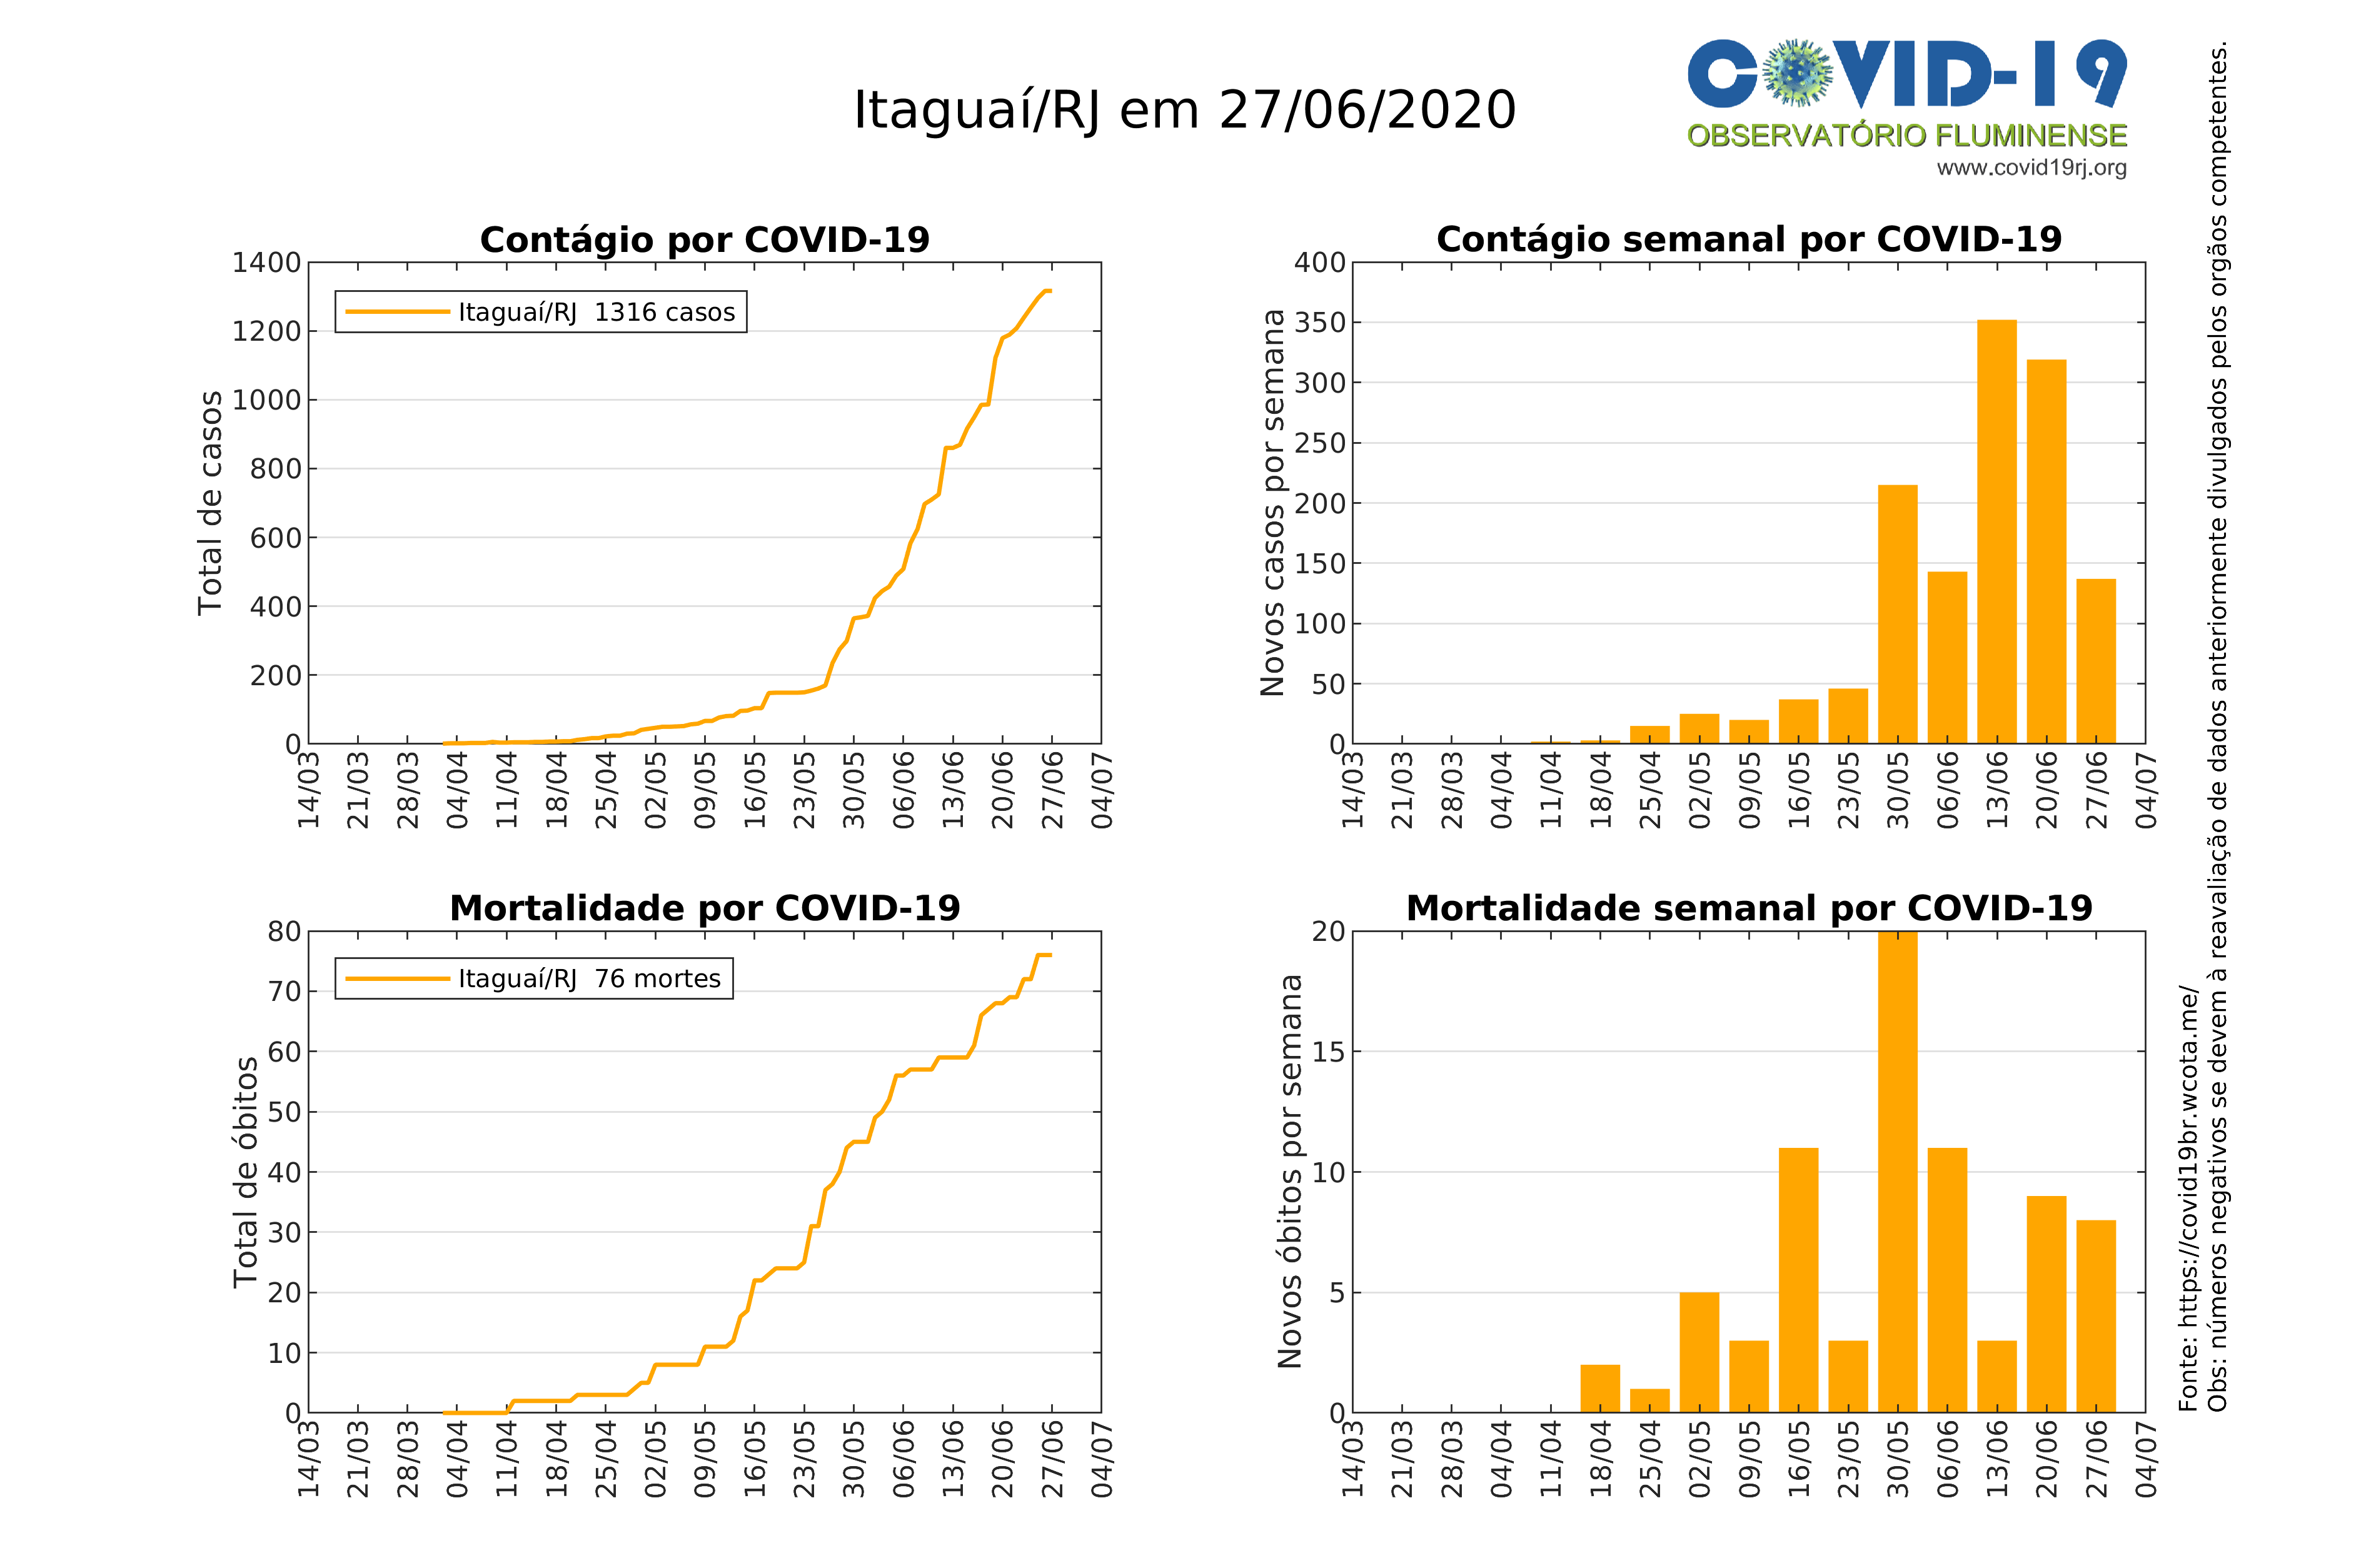 Itaguaí/RJ em 27/06/2020
COVID-19
OBSERVATÓRIO FLUMINENSE
www.covid19rj.org
Contágio por COVID-19
Total de casos
1400
1200
1000
800
600
400
200
0
Itaguaí/RJ 1316 casos
14/03 21/03 28/03 04/04 11/04 18/04 25/04 02/05 09/05 16/05 23/05 30/05 06/06 13/06 20/06 27/06 04/07
Contágio semanal por COVID-19
Novos casos por semana
400
350
300
250
200
150
100
50
0
14/03 21/03 28/03 04/04 11/04 18/04 25/04 02/05 09/05 16/05 23/05 30/05 06/06 13/06 20/06 27/06 04/07
Mortalidade por COVID-19
Total de óbitos
80
70
60
50
40
30
20
10
0
Itaguaí/RJ 76 mortes
14/03 21/03 28/03 04/04 11/04 18/04 25/04 02/05 09/05 16/05 23/05 30/05 06/06 13/06 20/06 27/06 04/07
Mortalidade semanal por COVID-19
Novos óbitos por semana
20
15
10
5
0
14/03 21/03 28/03 04/04 11/04 18/04 25/04 02/05 09/05 16/05 23/05 30/05 06/06 13/06 20/06 27/06 04/07
Fonte: https://covid19br.wcota.me/
Obs: números negativos se devem à reavaliação de dados anteriormente divulgados pelos orgãos competentes.